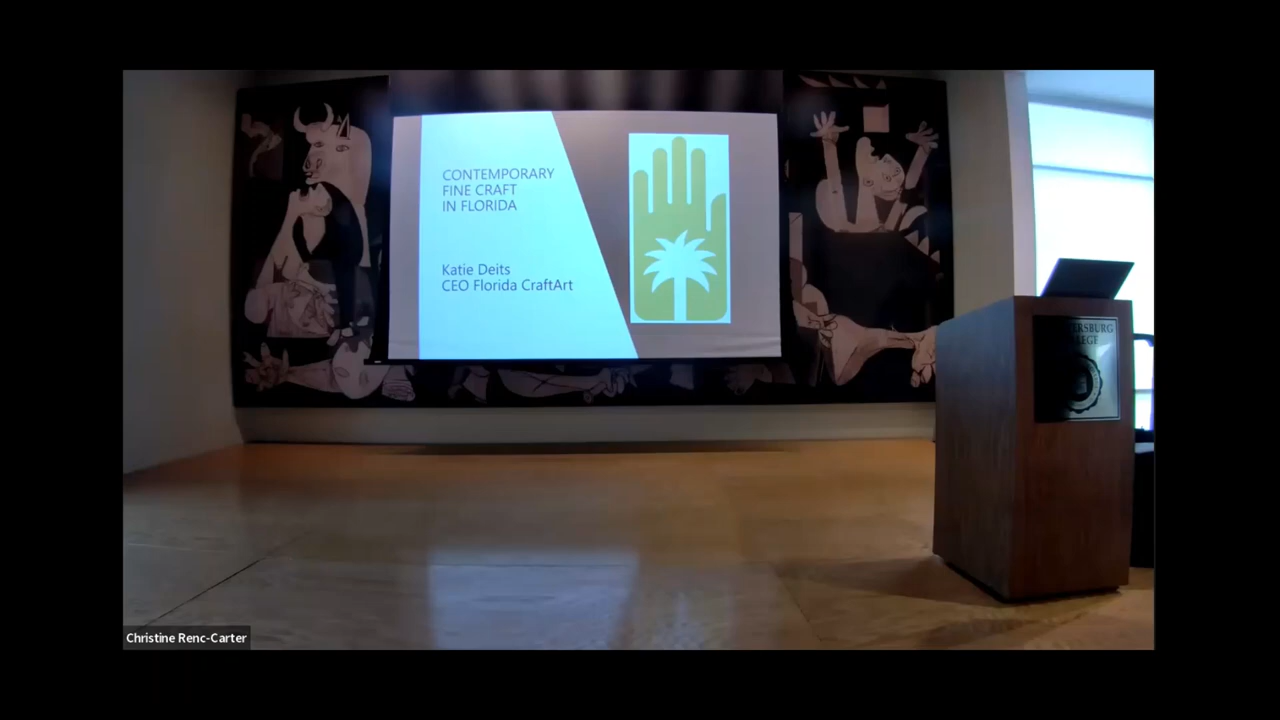 CONTEMPORARY
FINE CRAFT
IN FLORIDA
Katie Deits
CEO Florida CraftArt
Christine Renc-Carter